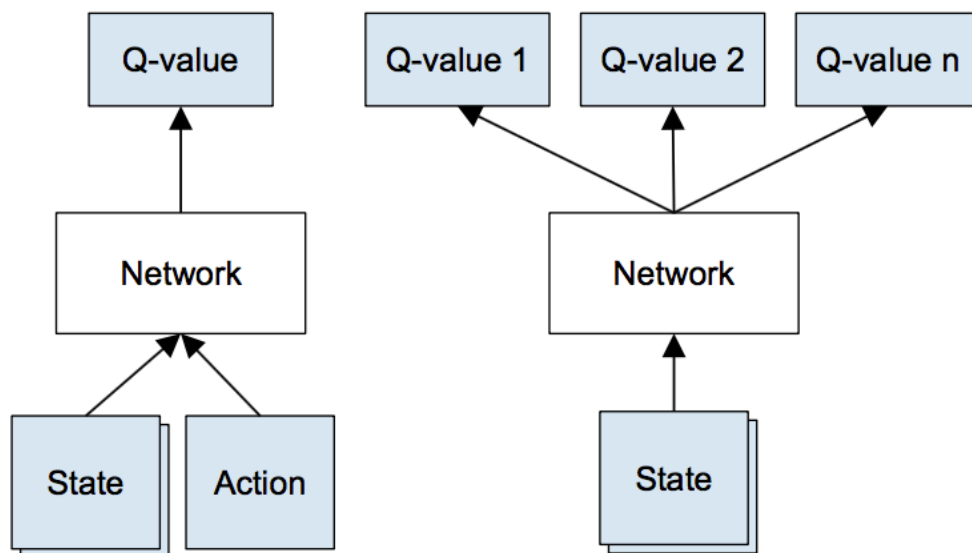 Q-value
Q-value 1
Q-value 2
Q-value n
Network
Network
State
Action
State